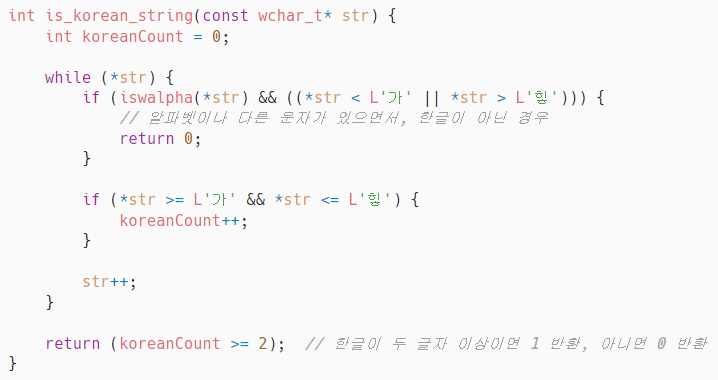 int is_korean_string(const wchar_t* str) {
    int koreanCount = 0;

    while (*str) {
        if (iswalpha(*str) && ((*str < L'가' || *str > L'힣'))) {
            // 알파벳이나 다른 문자가 있으면서, 한글이 아닌 경우
            return 0;
        }

        if (*str >= L'가' && *str <= L'힣') {
            koreanCount++;
        }

        str++;
    }

    return (koreanCount >= 2);  // 한글이 두 글자 이상이면 1 반환, 아니면 0 반환
}